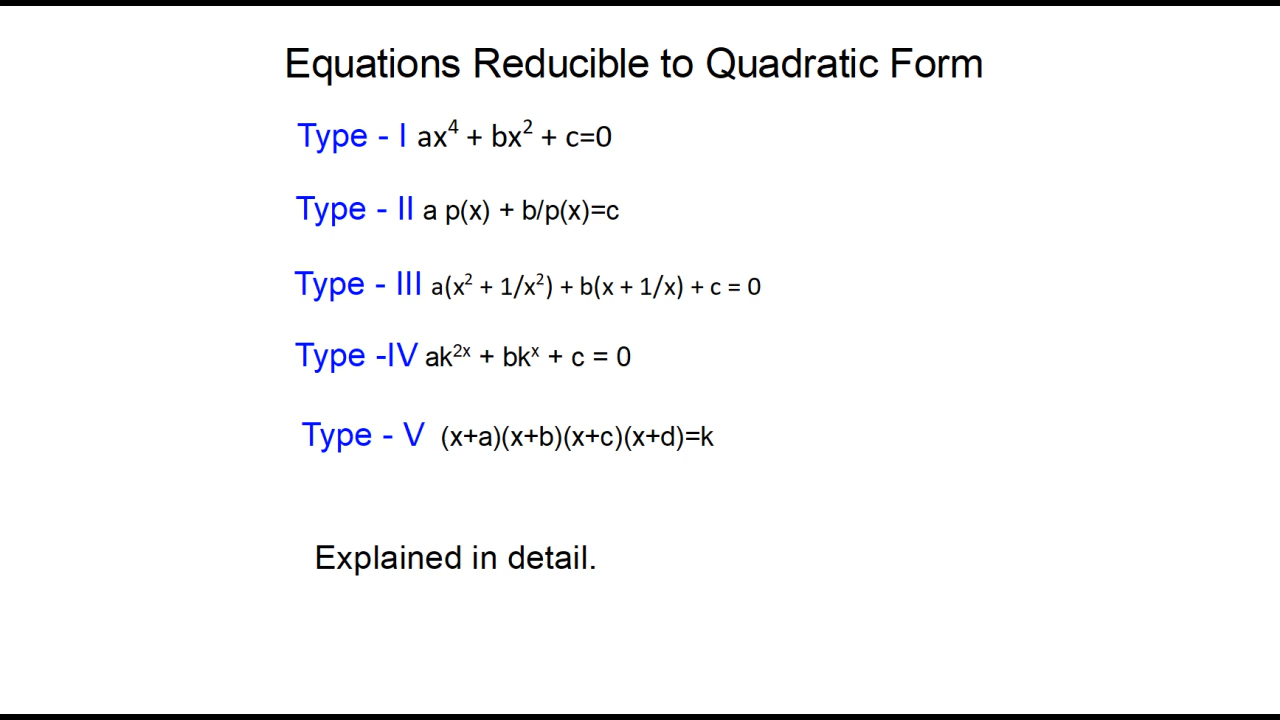 Equations Reducible to Quadratic Form
Type - I ax⁴ + bx² + c=0
Type - II a p(x) + b/p(x)=c
Type - III a(x² + 1/x²) + b(x + 1/x) + c = 0
Type -IV ak²ˣ + bkˣ + c = 0
Type - V (x+a)(x+b)(x+c)(x+d)=k
Explained in detail.